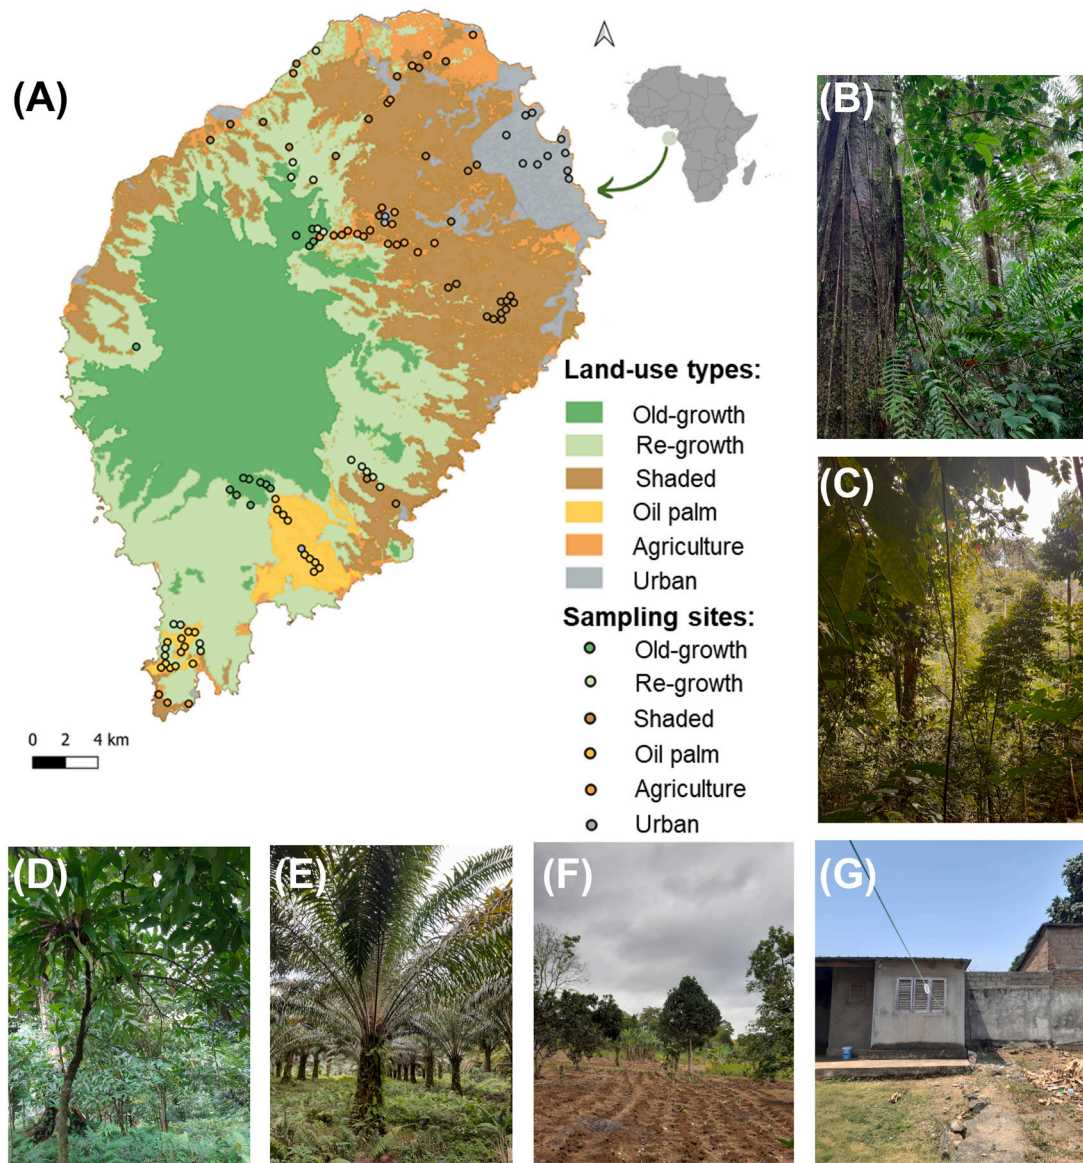 (A)
(B)
Land-use types:
Old-growth
Re-growth
Shaded
Oil palm
Agriculture
Urban
(C)
Sampling sites:
Old-growth
Re-growth
Shaded
Oil palm
Agriculture
Urban
0 2 4 km
(D)
(E)
(F)
(G)